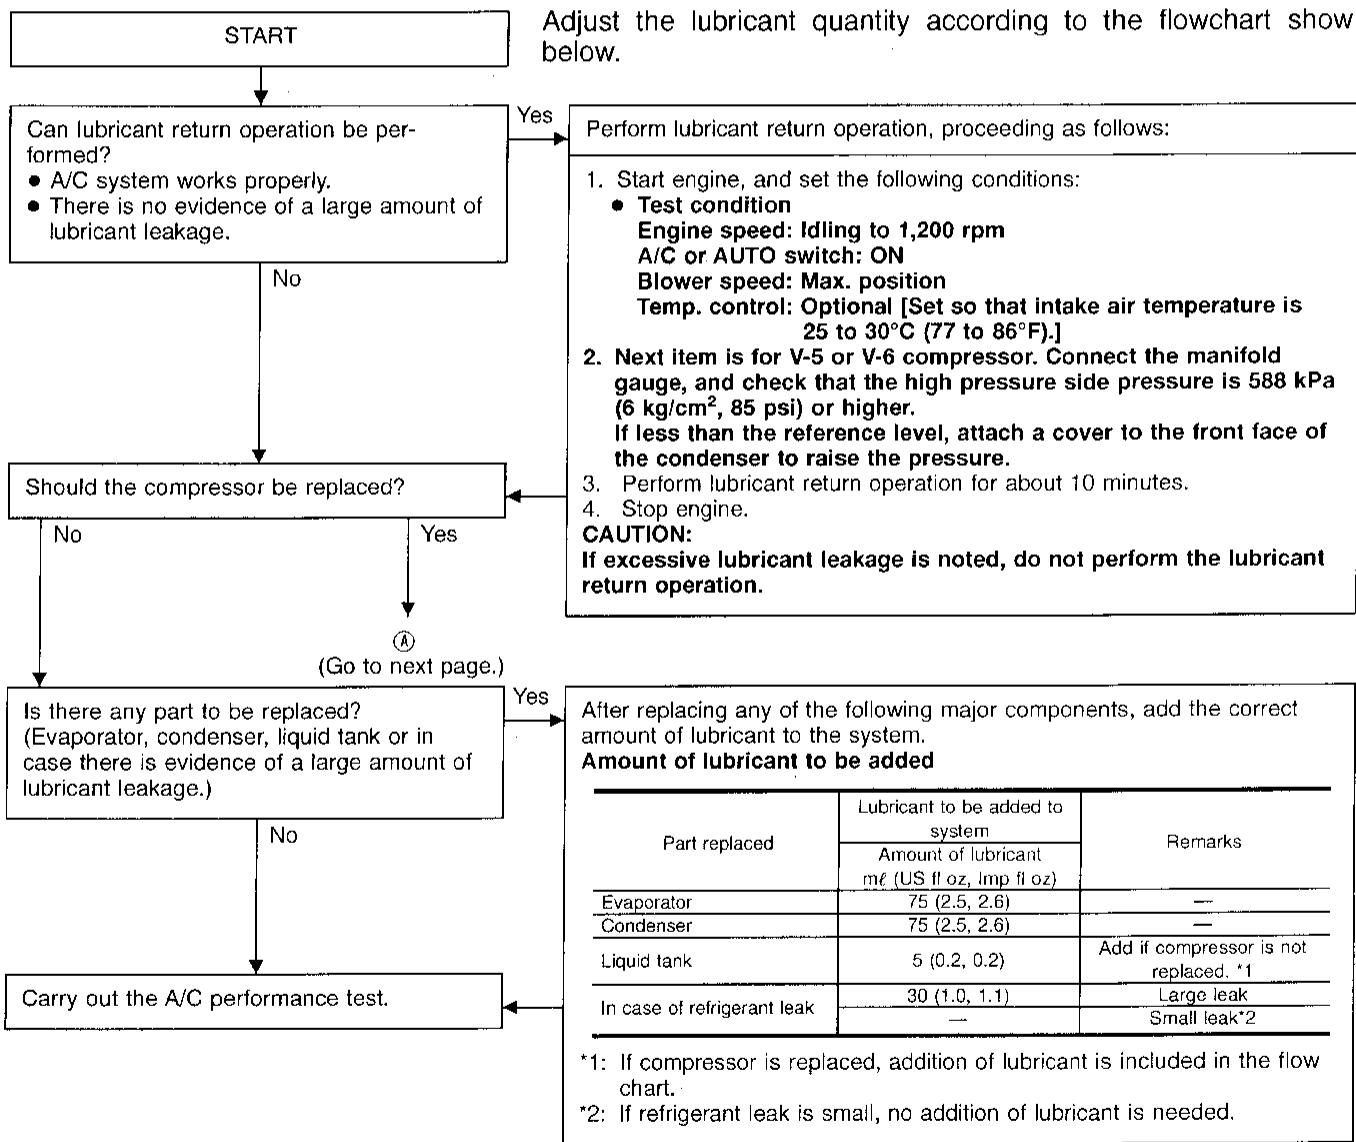 START
Adjust the lubricant quantity according to the flowchart show
below.
Can lubricant return operation be per-
formed?
● A/C system works properly.
● There is no evidence of a large amount of
lubricant leakage.
Yes
No
Perform lubricant return operation, proceeding as follows:
1. Start engine, and set the following conditions:
● Test condition
Engine speed: Idling to 1,200 rpm
A/C or AUTO switch: ON
Blower speed: Max. position
Temp. control: Optional [Set so that intake air temperature is
25 to 30°C (77 to 86°F).]
2. Next item is for V-5 or V-6 compressor. Connect the manifold
gauge, and check that the high pressure side pressure is 588 kPa
(6 kg/cm², 85 psi) or higher.
If less than the reference level, attach a cover to the front face of
the condenser to raise the pressure.
3. Perform lubricant return operation for about 10 minutes.
4. Stop engine.
CAUTION:
If excessive lubricant leakage is noted, do not perform the lubricant
return operation.
Should the compressor be replaced?
No
Yes
Ⓐ
(Go to next page.)
Is there any part to be replaced?
(Evaporator, condenser, liquid tank or in
case there is evidence of a large amount of
lubricant leakage.)
Yes
No
After replacing any of the following major components, add the correct
amount of lubricant to the system.
Amount of lubricant to be added
Part replaced
Lubricant to be added to
system
Amount of lubricant
mℓ (US fl oz, Imp fl oz)
Remarks
Evaporator 75 (2.5, 2.6) —
Condenser 75 (2.5, 2.6) —
Liquid tank 5 (0.2, 0.2) Add if compressor is not
replaced. *1
In case of refrigerant leak 30 (1.0, 1.1) Large leak
— Small leak*2
*1: If compressor is replaced, addition of lubricant is included in the flow
chart.
*2: If refrigerant leak is small, no addition of lubricant is needed.
Carry out the A/C performance test.